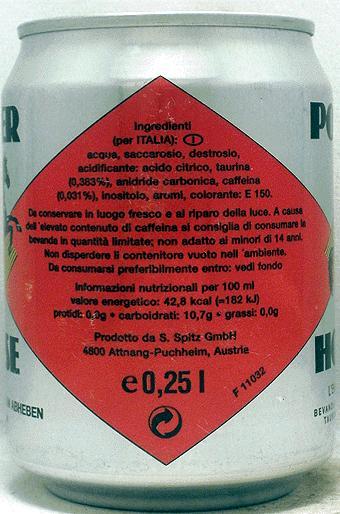 Ingredienti
(per ITALIA): I
acqua, saccarosio, destrosio,
acidificante: acido citrico, taurina
(0,383%), anidride carbonica, caffeina
(0,031%), inositolo, aromi, colorante: E 150.
Da conservare in luogo fresco e al riparo della luce. A causa
dell'elevato contenuto di caffeina si consiglia di consumare la
bevanda in quantità limitate; non adatto ai minori di 14 anni.
Non disperdere il contenitore vuoto nell'ambiente.
Da consumarsi preferibilmente entro: vedi fondo
Informazioni nutrizionali per 100 ml
valore energetico: 42,8 kcal (=182 kJ)
protidi: 0,0g • carboidrati: 10,7g • grassi: 0,0g
Prodotto da S. Spitz GmbH
4800 Attnang-Puchheim, Austria
e 0,25 l
F 11032
ABHEBEN